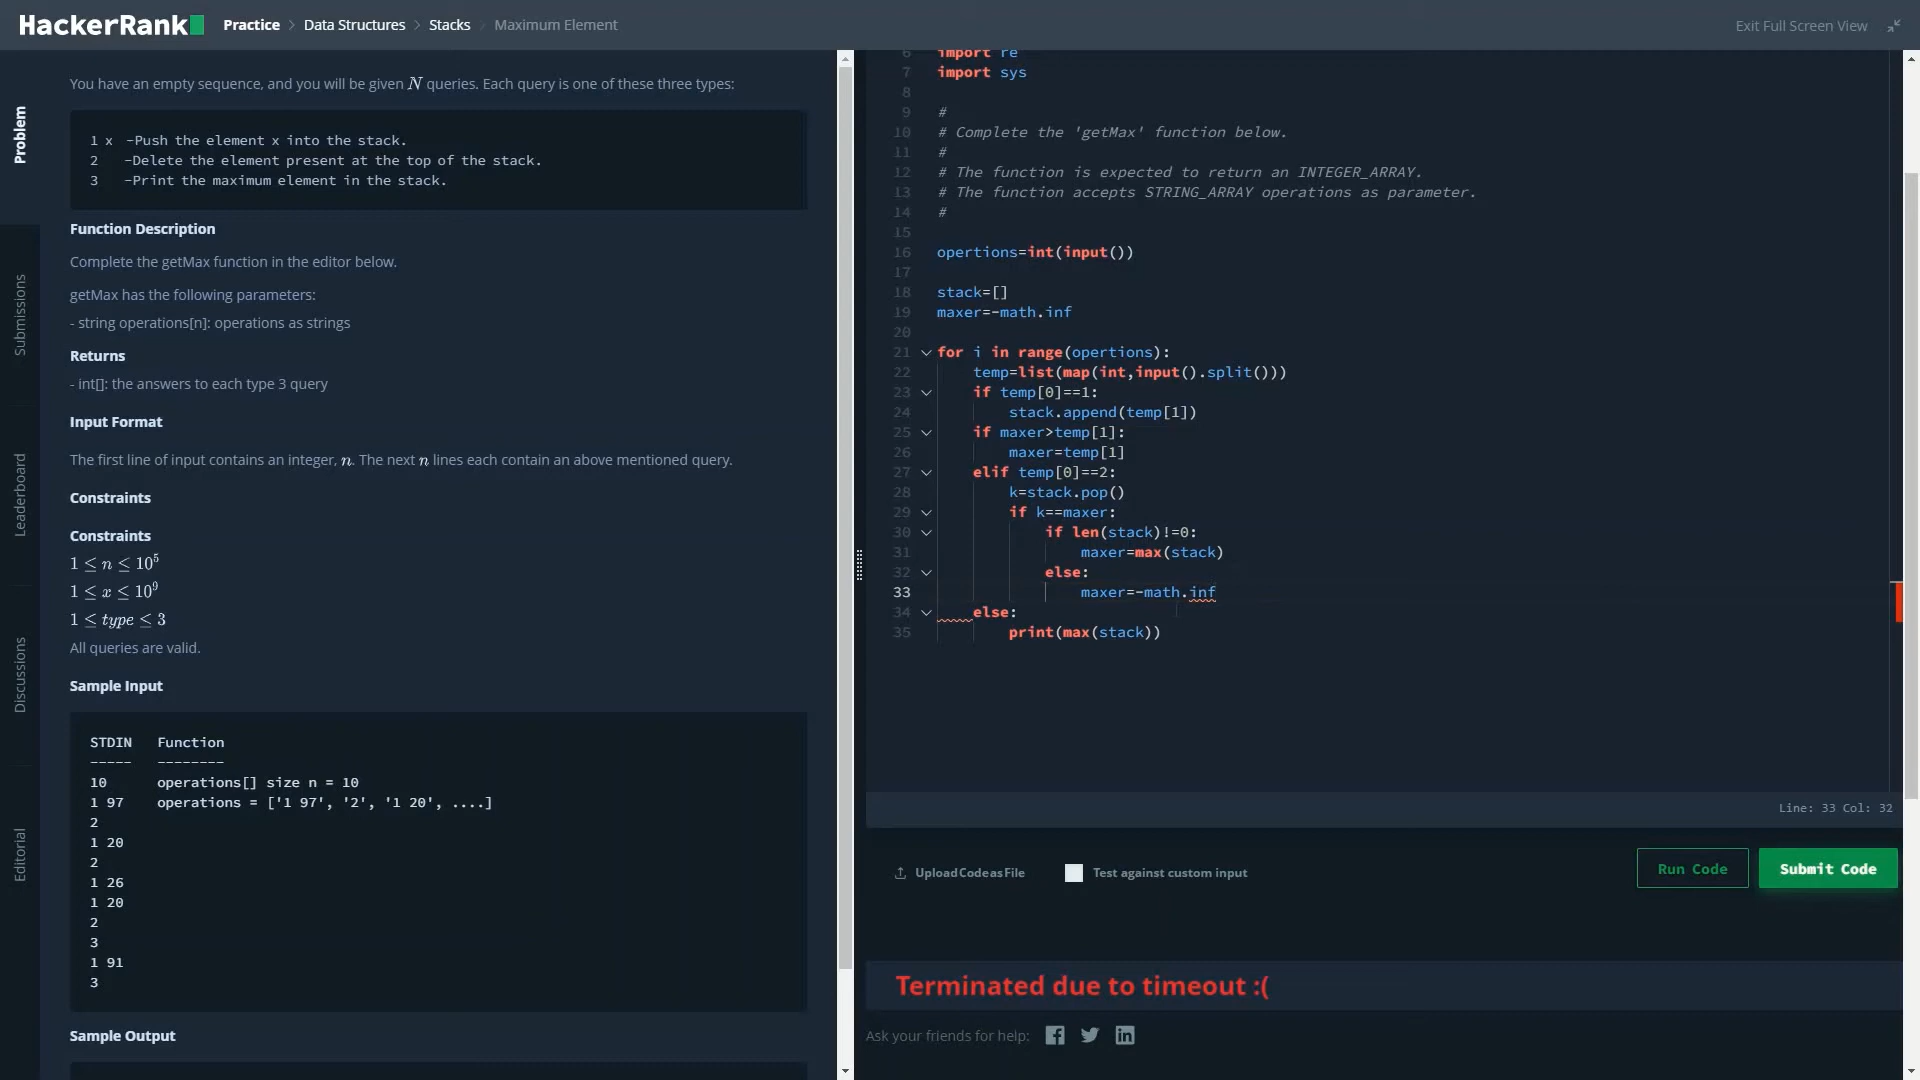 HackerRank Practice > Data Structures > Stacks > Maximum Element Exit Full Screen View
Problem
Submissions
Leaderboard
Discussions
Editorial
You have an empty sequence, and you will be given N queries. Each query is one of these three types:
1 x -Push the element x into the stack.
2 -Delete the element present at the top of the stack.
3 -Print the maximum element in the stack.
Function Description
Complete the getMax function in the editor below.
getMax has the following parameters:
- string operations[n]: operations as strings
Returns
- int[]: the answers to each type 3 query
Input Format
The first line of input contains an integer, n. The next n lines each contain an above mentioned query.
Constraints
Constraints
1 ≤ n ≤ 10^5
1 ≤ x ≤ 10^9
1 ≤ type ≤ 3
All queries are valid.
Sample Input
STDIN Function
----- --------
10 operations[] size n = 10
1 97 operations = ['1 97', '2', '1 20', ....]
2
1 20
2
1 26
1 20
2
3
1 91
3
Sample Output
6 import re
7 import sys
8
9 #
10 # Complete the 'getMax' function below.
11 #
12 # The function is expected to return an INTEGER_ARRAY.
13 # The function accepts STRING_ARRAY operations as parameter.
14 #
15
16 opertions=int(input())
17
18 stack=[]
19 maxer=-math.inf
20
21 for i in range(opertions):
22     temp=list(map(int,input().split()))
23     if temp[0]==1:
24         stack.append(temp[1])
25     if maxer>temp[1]:
26         maxer=temp[1]
27     elif temp[0]==2:
28         k=stack.pop()
29         if k==maxer:
30             if len(stack)!=0:
31                 maxer=max(stack)
32             else:
33                 maxer=-math.inf
34     else:
35         print(max(stack))
Line: 33 Col: 32
Upload Code as File Test against custom input Run Code Submit Code
Terminated due to timeout :(
Ask your friends for help: